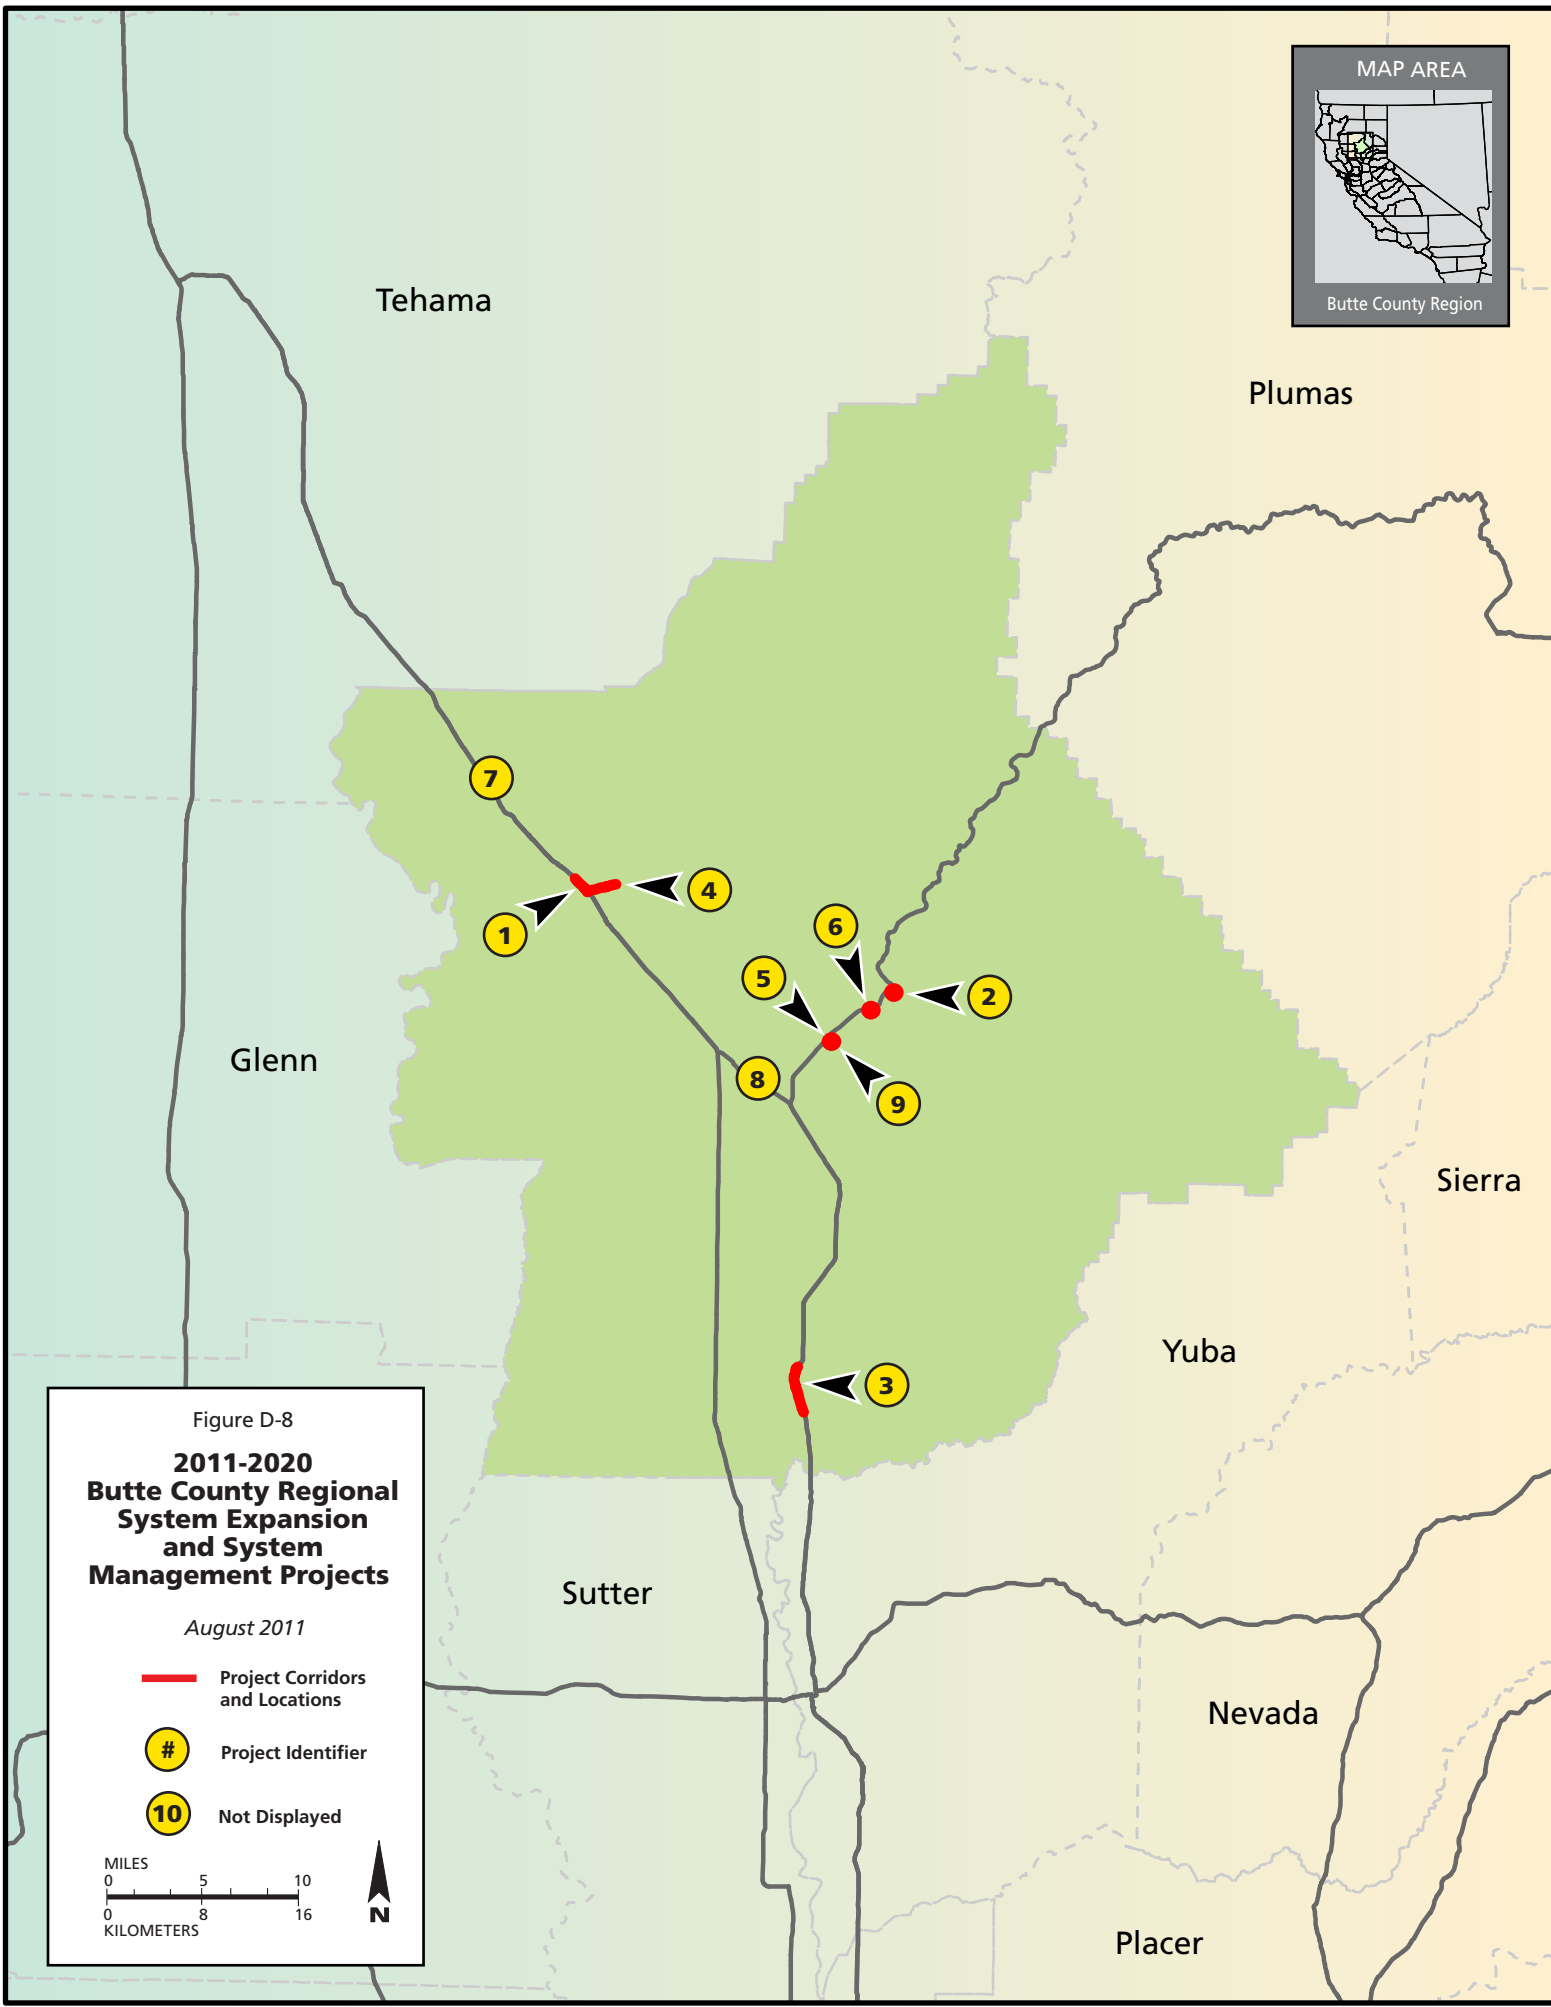 MAP AREA
Butte County Region
Tehama
Plumas
7
4
1
6
5
2
Glenn
8
9
Sierra
Yuba
3
Figure D-8
2011-2020
Butte County Regional
System Expansion
and System
Management Projects
August 2011
Project Corridors
and Locations
# Project Identifier
10 Not Displayed
MILES
0 5 10
0 8 16
KILOMETERS
N
Sutter
Nevada
Placer